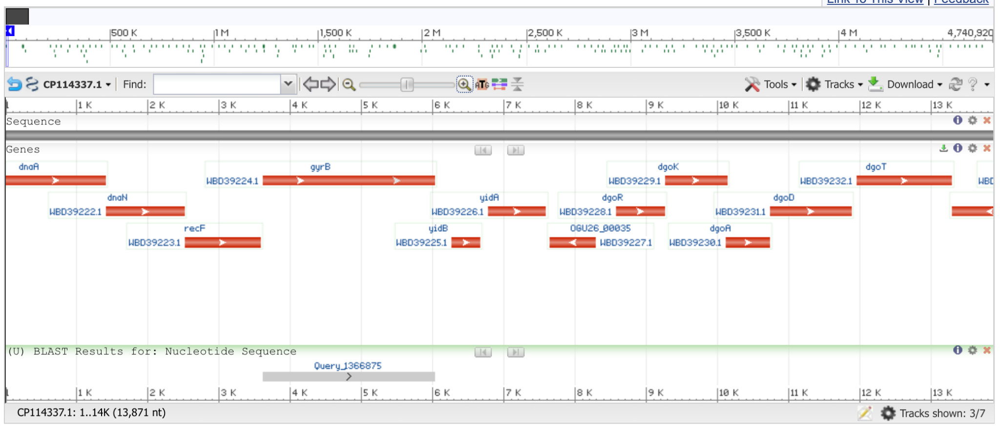 Link To This View | Feedback
500 K 1 M 1,500 K 2 M 2,500 K 3 M 3,500 K 4 M 4,740,920
CP114337.1 Find: ATG Tools Tracks Download ?
1 1 K 2 K 3 K 4 K 5 K 6 K 7 K 8 K 9 K 10 K 11 K 12 K 13 K
Sequence
Genes
dnaA gyrB dgoK dgoT
WBD39224.1 WBD39229.1 WBD39232.1 WBD
dnaN yidA dgoR dgoD
WBD39222.1 WBD39226.1 WBD39228.1 WBD39231.1
recF yidB OGU26_00035 dgoA
WBD39223.1 WBD39225.1 WBD39227.1 WBD39230.1
(U) BLAST Results for: Nucleotide Sequence
Query_1366875
1 1 K 2 K 3 K 4 K 5 K 6 K 7 K 8 K 9 K 10 K 11 K 12 K 13 K
CP114337.1: 1..14K (13,871 nt) Tracks shown: 3/7